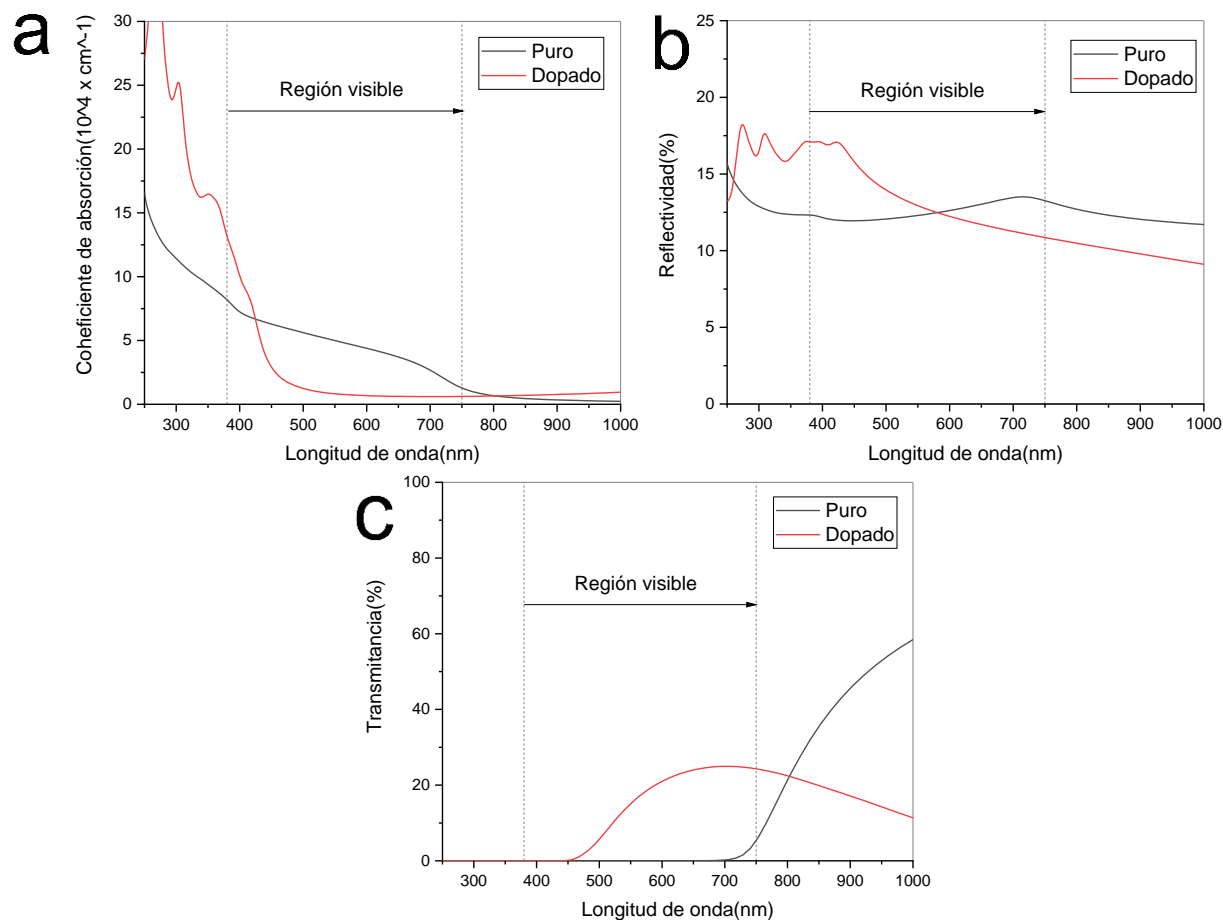 a
Coheficiente de absorción(10^4 x cm^-1)
30
25
20
15
10
5
0
Puro
Dopado
Región visible
300 400 500 600 700 800 900 1000
Longitud de onda(nm)
b
Reflectividad(%)
25
20
15
10
5
0
Puro
Dopado
Región visible
300 400 500 600 700 800 900 1000
Longitud de onda(nm)
c
Transmitancia(%)
100
80
60
40
20
0
Puro
Dopado
Región visible
300 400 500 600 700 800 900 1000
Longitud de onda(nm)